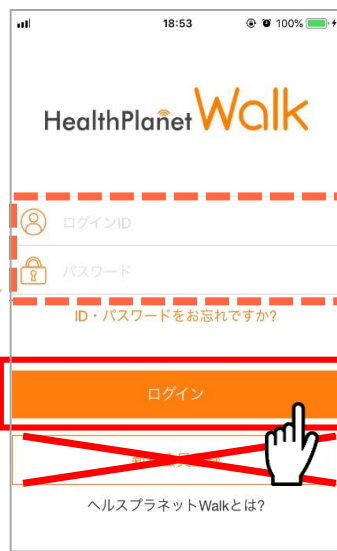 18:53
100%
HealthPlanet Walk
ログインID
パスワード
ID・パスワードをお忘れですか?
ログイン
ヘルスプラネットWalkとは?